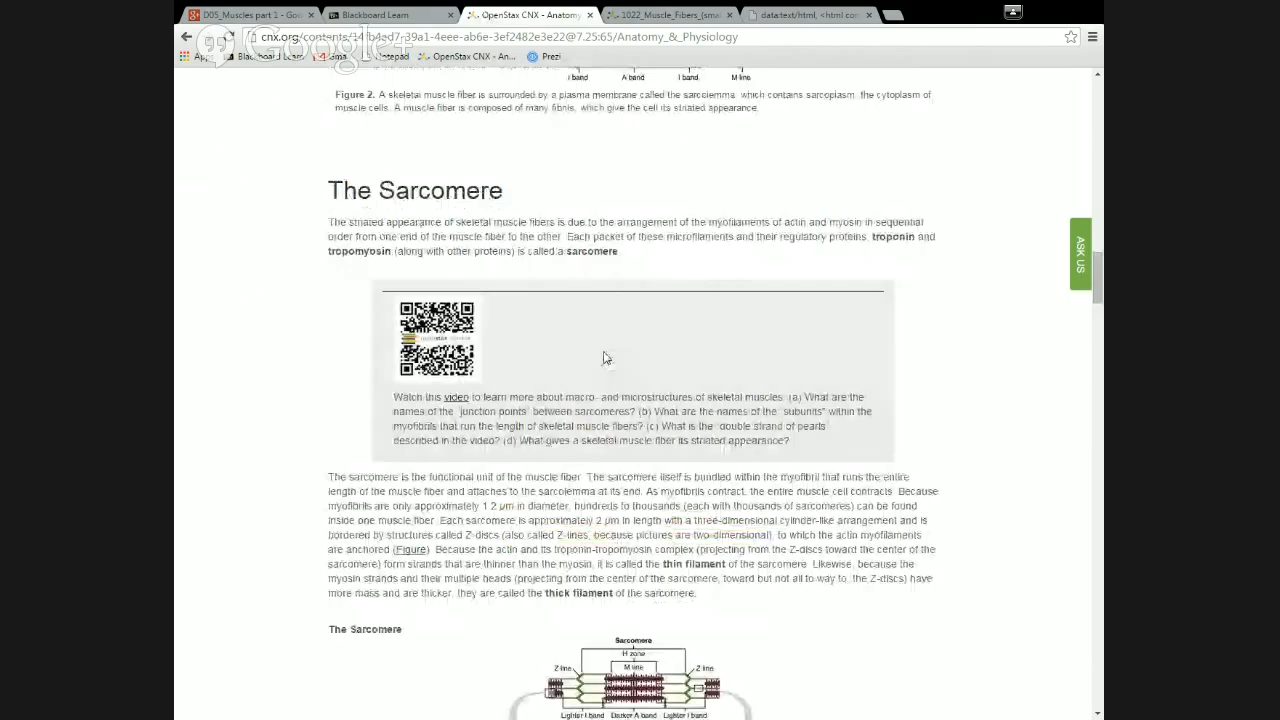 D05_Muscles part 1 - Goo
Blackboard Learn
OpenStax CNX - Anatomy
1022_Muscle_Fibers_(smal
data:text/html, <html con
cnx.org/contents/14fb4ad7-39a1-4eee-ab6e-3ef2482e3e22@7.25:65/Anatomy_&_Physiology
Google+
Apps Blackboard Learn Gmail Notepad OpenStax CNX - An... Prezi
I band A band I band M line
Figure 2. A skeletal muscle fiber is surrounded by a plasma membrane called the sarcolemma, which contains sarcoplasm, the cytoplasm of
muscle cells. A muscle fiber is composed of many fibrils, which give the cell its striated appearance.
The Sarcomere
The striated appearance of skeletal muscle fibers is due to the arrangement of the myofilaments of actin and myosin in sequential
order from one end of the muscle fiber to the other. Each packet of these microfilaments and their regulatory proteins, troponin and
tropomyosin (along with other proteins) is called a sarcomere
ASK US
Watch this video to learn more about macro- and microstructures of skeletal muscles. (a) What are the
names of the "junction points" between sarcomeres? (b) What are the names of the "subunits" within the
myofibrils that run the length of skeletal muscle fibers? (c) What is the "double strand of pearls"
described in the video? (d) What gives a skeletal muscle fiber its striated appearance?
The sarcomere is the functional unit of the muscle fiber. The sarcomere itself is bundled within the myofibril that runs the entire
length of the muscle fiber and attaches to the sarcolemma at its end. As myofibrils contract, the entire muscle cell contracts. Because
myofibrils are only approximately 1.2 μm in diameter, hundreds to thousands (each with thousands of sarcomeres) can be found
inside one muscle fiber. Each sarcomere is approximately 2 μm in length with a three-dimensional cylinder-like arrangement and is
bordered by structures called Z-discs (also called Z-lines, because pictures are two-dimensional), to which the actin myofilaments
are anchored (Figure). Because the actin and its troponin-tropomyosin complex (projecting from the Z-discs toward the center of the
sarcomere) form strands that are thinner than the myosin, it is called the thin filament of the sarcomere. Likewise, because the
myosin strands and their multiple heads (projecting from the center of the sarcomere, toward but not all to way to, the Z-discs) have
more mass and are thicker, they are called the thick filament of the sarcomere.
The Sarcomere
Sarcomere
H zone
Z line M line Z line
Lighter I band Darker A band Lighter I band